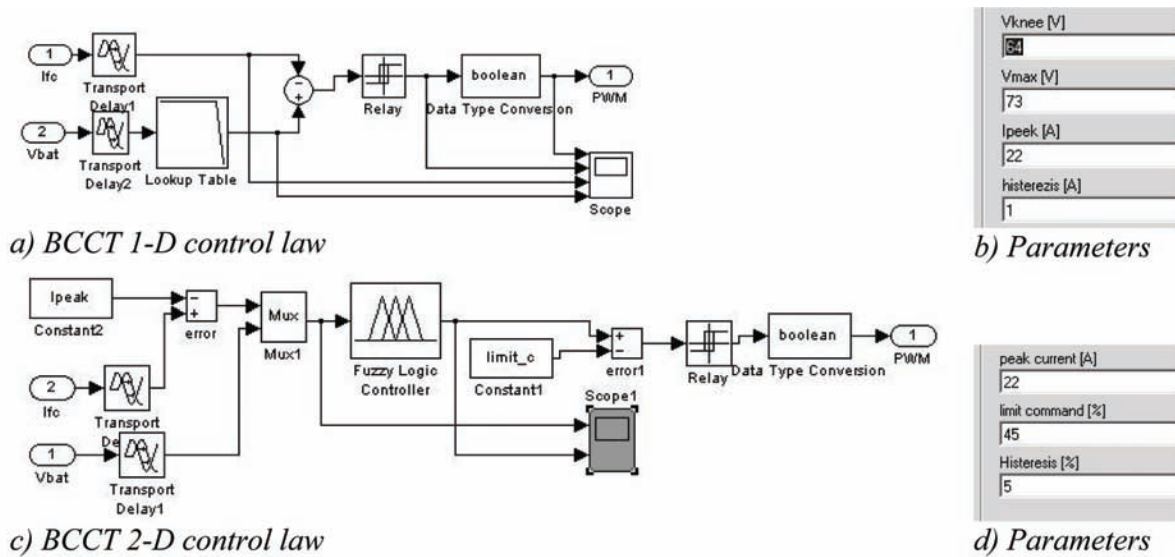 1
Ifc
Transport
Delay1
2
Vbat
Transport
Delay2
Lookup Table
−
+
Relay
boolean
Data Type Conversion
1
PWM
Scope
a) BCCT 1-D control law
Vknee [V]
64
Vmax [V]
73
Ipeek [A]
22
histerezis [A]
1
b) Parameters
Ipeak
Constant2
−
+
error
Mux
Mux1
2
Ifc
Transport
De
1
Vbat
Transport
Delay1
Fuzzy Logic
Controller
limit_c
Constant1
+
−
error1
Relay
boolean
Data Type Conversion
1
PWM
Scope1
c) BCCT 2-D control law
peak current [A]
22
limit command [%]
45
Histeresis [%]
5
d) Parameters